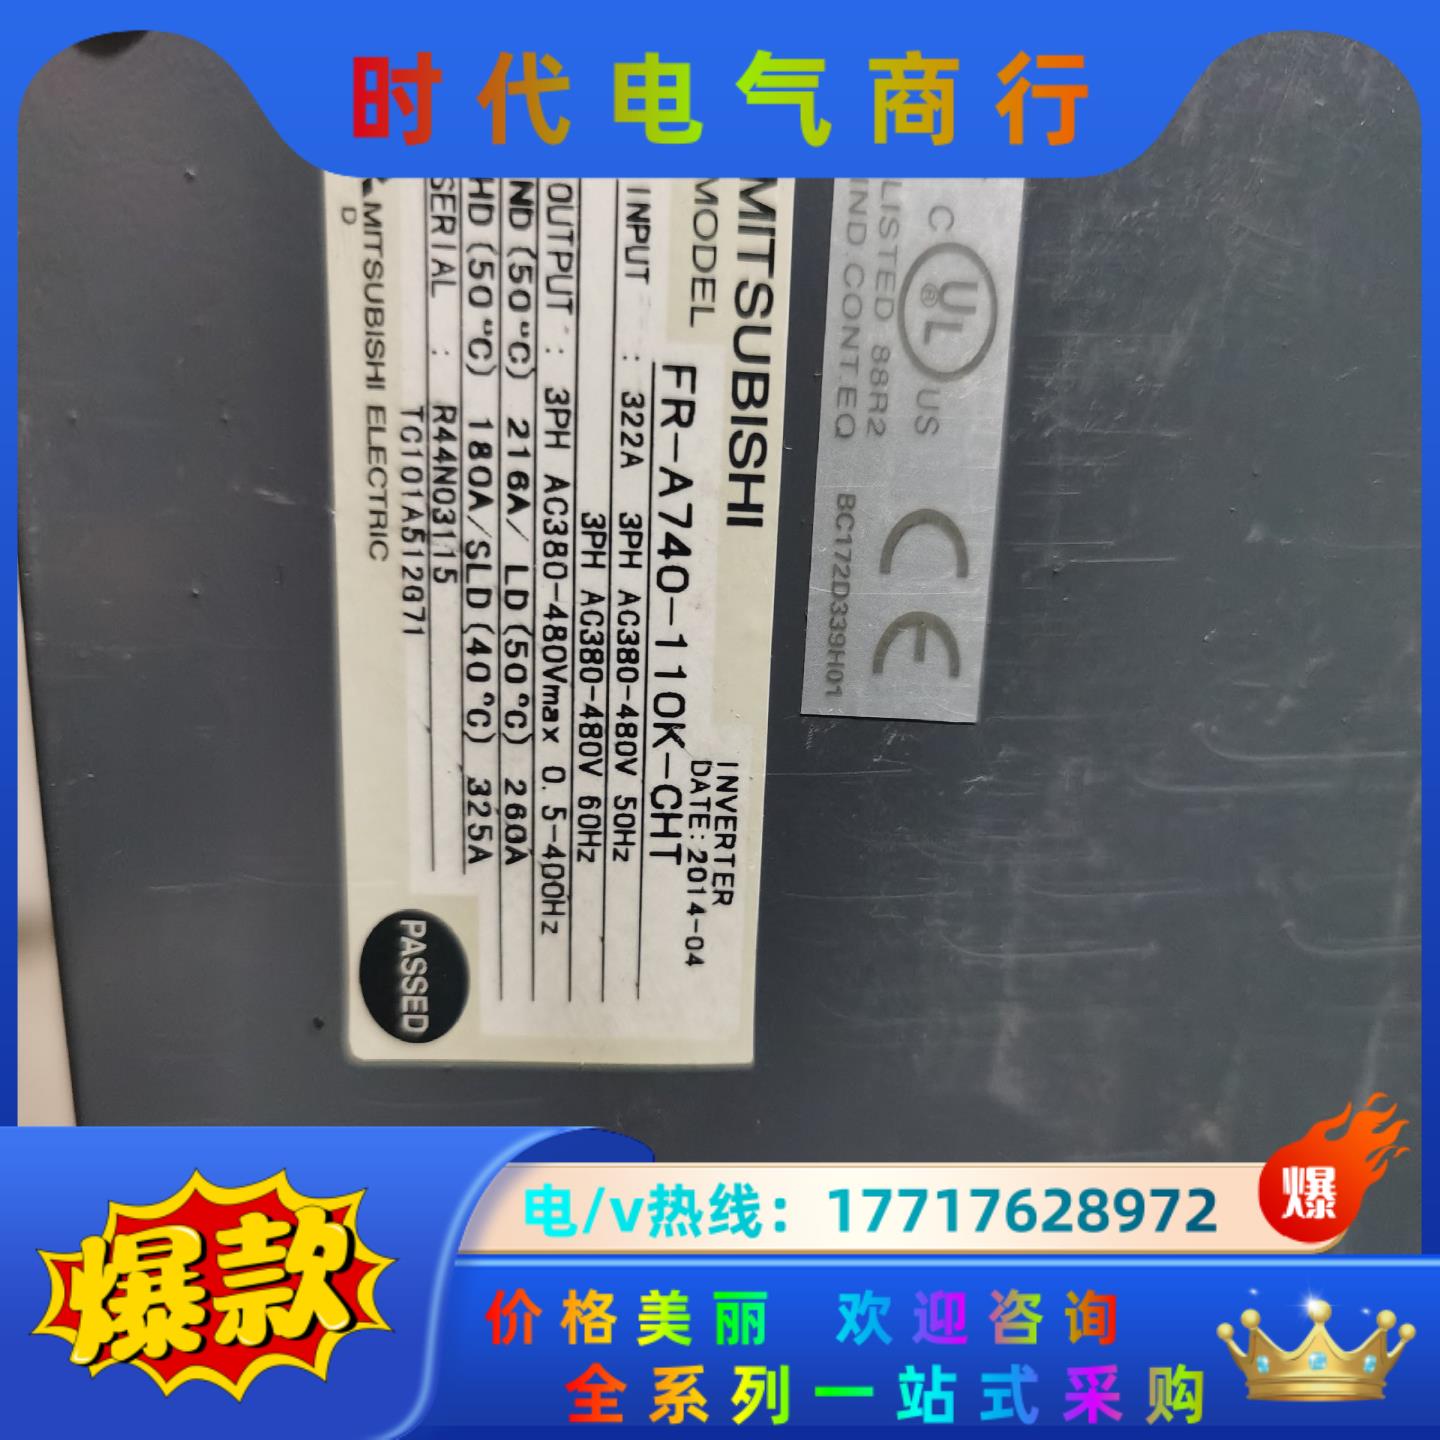 时代电气商行
MITSUBISHI
INVERTER
MODEL
DATE:2014-04
FR-A740-110K-CHT
INPUT : 322A 3PH AC380-480V 50Hz
3PH AC380-480V 60Hz
OUTPUT : 3PH AC380-480Vmax 0.5-400Hz
ND(50℃) 216A/LD(50℃) 260A
HD(50℃) 180A/SLD(40℃) 325A
SERIAL : R44N03115
TC101A512G71
MITSUBISHI ELECTRIC
D
PASSED
C UL ® US
LISTED 88R2
IND.CONT.EQ
CE
BC172D339H01
电/v热线：17717628972
爆
爆款
价格美丽 欢迎咨询
全系列一站式采购